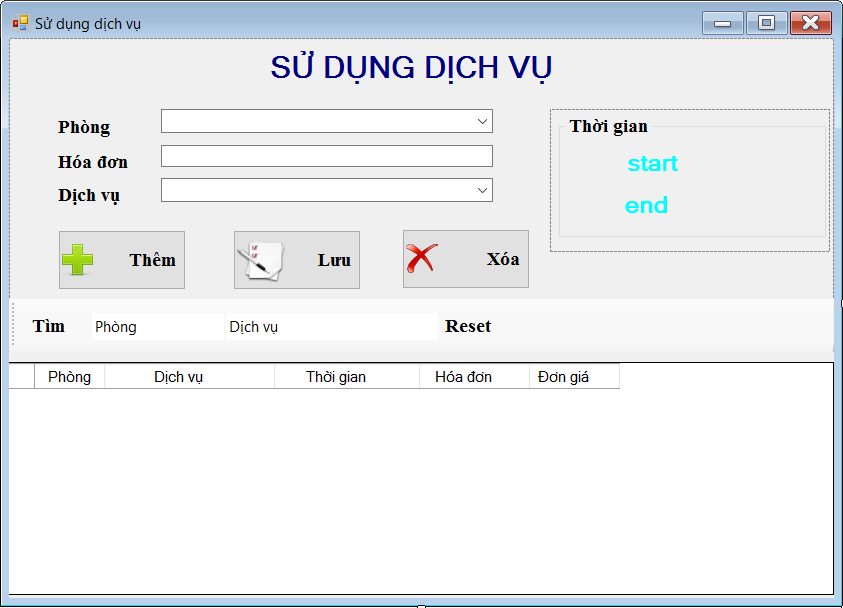 Sử dụng dịch vụ
SỬ DỤNG DỊCH VỤ
Phòng
Hóa đơn
Dịch vụ
Thời gian
start
end
Thêm
Lưu
Xóa
Tìm Phòng Dịch vụ Reset
Phòng Dịch vụ Thời gian Hóa đơn Đơn giá